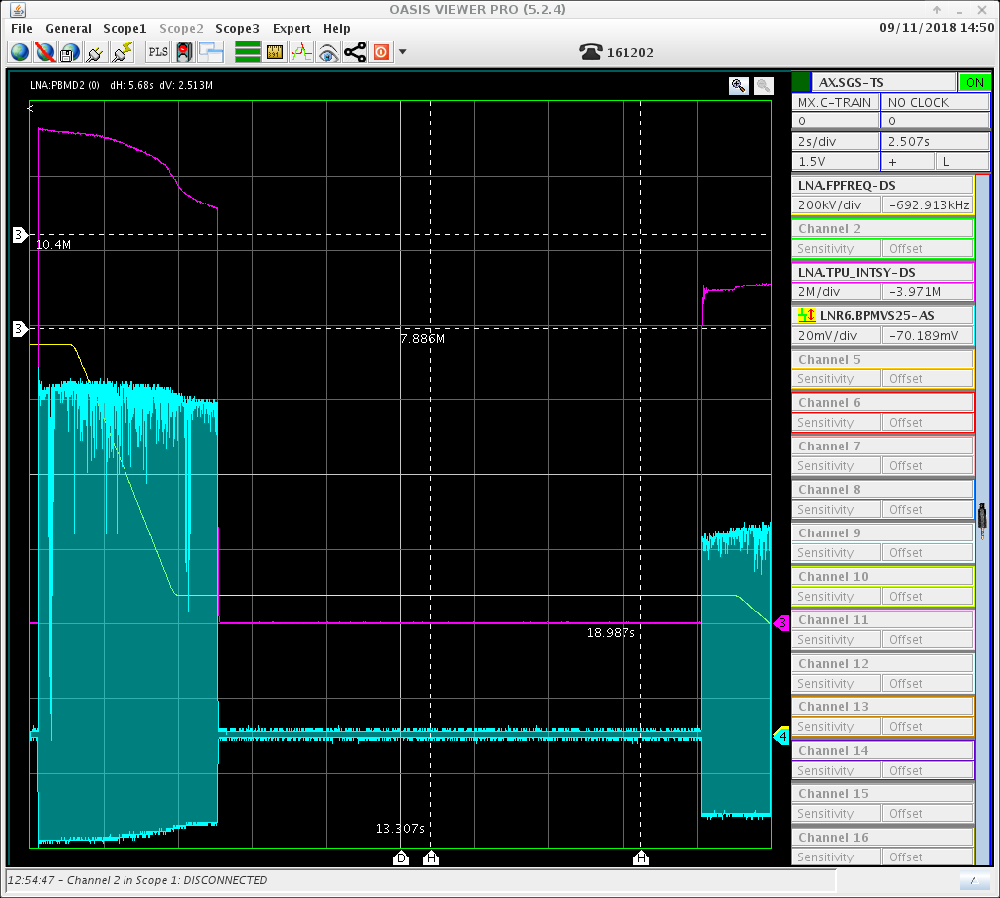 OASIS VIEWER PRO (5.2.4)
File General Scope1 Scope2 Scope3 Expert Help
09/11/2018 14:50
PLS
161202
LNA:PBMD2 (0) dH: 5.68s dV: 2.513M
3
10.4M
3
7.886M
18.987s
3
4
13.307s
D
H
H
AX.SGS-TS ON
MX.C-TRAIN NO CLOCK
0 0
2s/div 2.507s
1.5V + L
LNA.FPFREQ-DS
200kV/div -692.913kHz
Channel 2
Sensitivity Offset
LNA.TPU_INTSY-DS
2M/div -3.971M
LNR6.BPMVS25-AS
20mV/div -70.189mV
Channel 5
Sensitivity Offset
Channel 6
Sensitivity Offset
Channel 7
Sensitivity Offset
Channel 8
Sensitivity Offset
Channel 9
Sensitivity Offset
Channel 10
Sensitivity Offset
Channel 11
Sensitivity Offset
Channel 12
Sensitivity Offset
Channel 13
Sensitivity Offset
Channel 14
Sensitivity Offset
Channel 15
Sensitivity Offset
Channel 16
Sensitivity Offset
12:54:47 - Channel 2 in Scope 1: DISCONNECTED